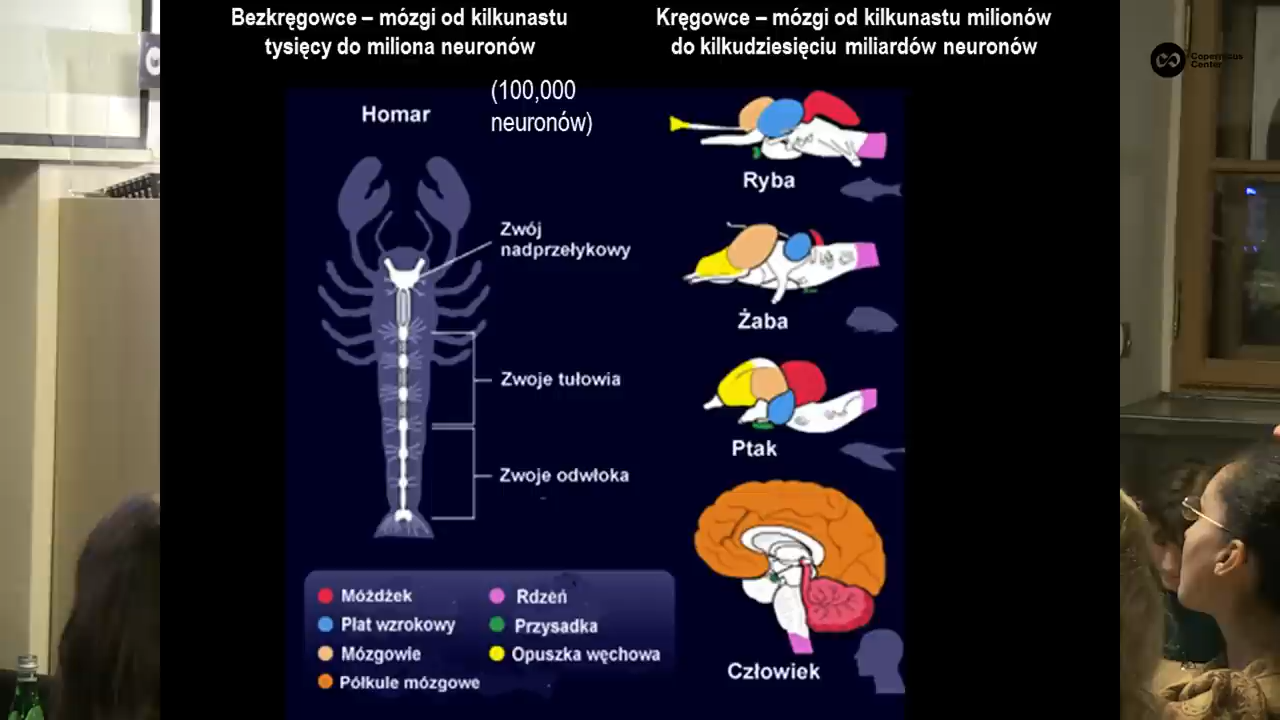 Bezkręgowce – mózgi od kilkunastu
tysięcy do miliona neuronów
Kręgowce – mózgi od kilkunastu milionów
do kilkudziesięciu miliardów neuronów
Copernicus
Center
(100,000
neuronów)
Homar
Ryba
Zwój
nadprzełykowy
Żaba
Zwoje tułowia
Ptak
Zwoje odwłoka
Móżdżek
Płat wzrokowy
Mózgowie
Półkule mózgowe
Rdzeń
Przysadka
Opuszka węchowa
Człowiek